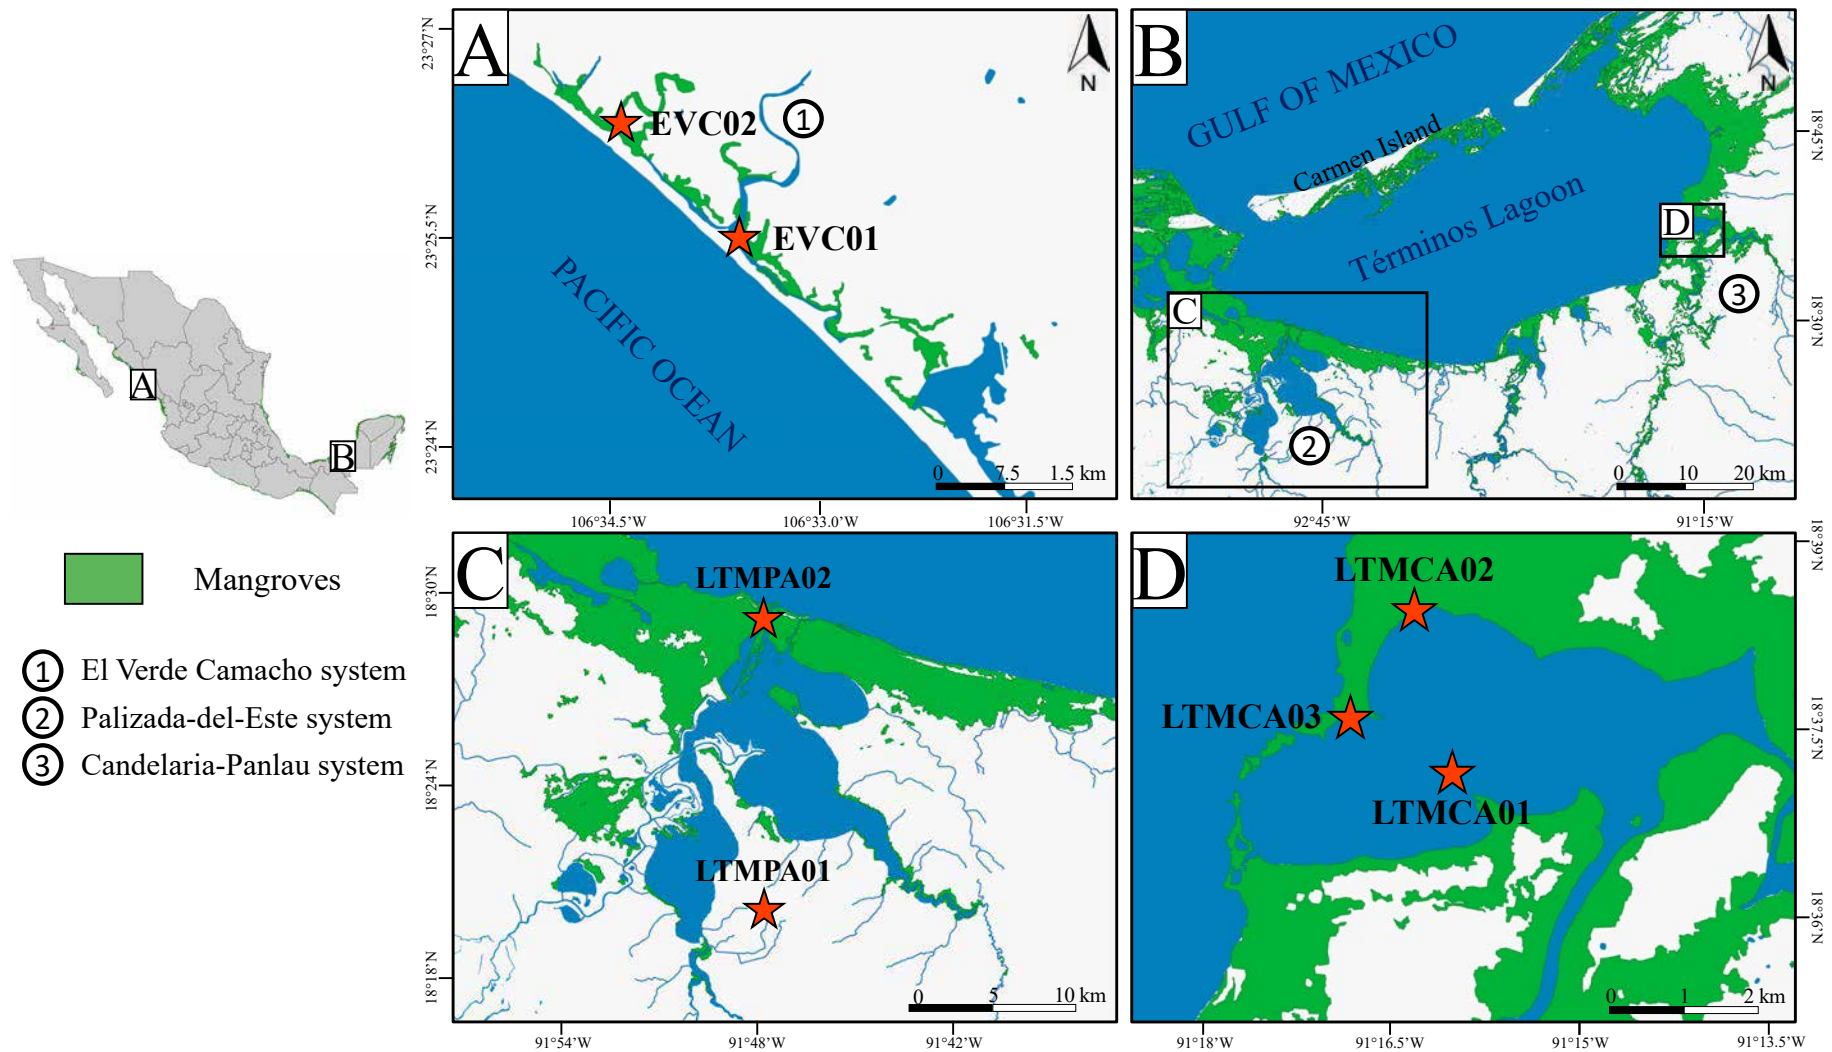 A
B
Mangroves
1 El Verde Camacho system
2 Palizada-del-Este system
3 Candelaria-Panlau system
A
N
23°27’N
23°25.5’N
23°24’N
EVC02
1
EVC01
PACIFIC OCEAN
0 7.5 1.5 km
106°34.5’W 106°33.0’W 106°31.5’W
B
N
GULF OF MEXICO
Carmen Island
Términos Lagoon
D
C
3
2
18°45’N
18°30’N
0 10 20 km
92°45’W 91°15’W
C
18°30’N
18°24’N
18°18’N
LTMPA02
LTMPA01
0 5 10 km
91°54’W 91°48’W 91°42’W
D
LTMCA02
LTMCA03
LTMCA01
18°39’N
18°37.5’N
18°36’N
0 1 2 km
91°18’W 91°16.5’W 91°15’W 91°13.5’W